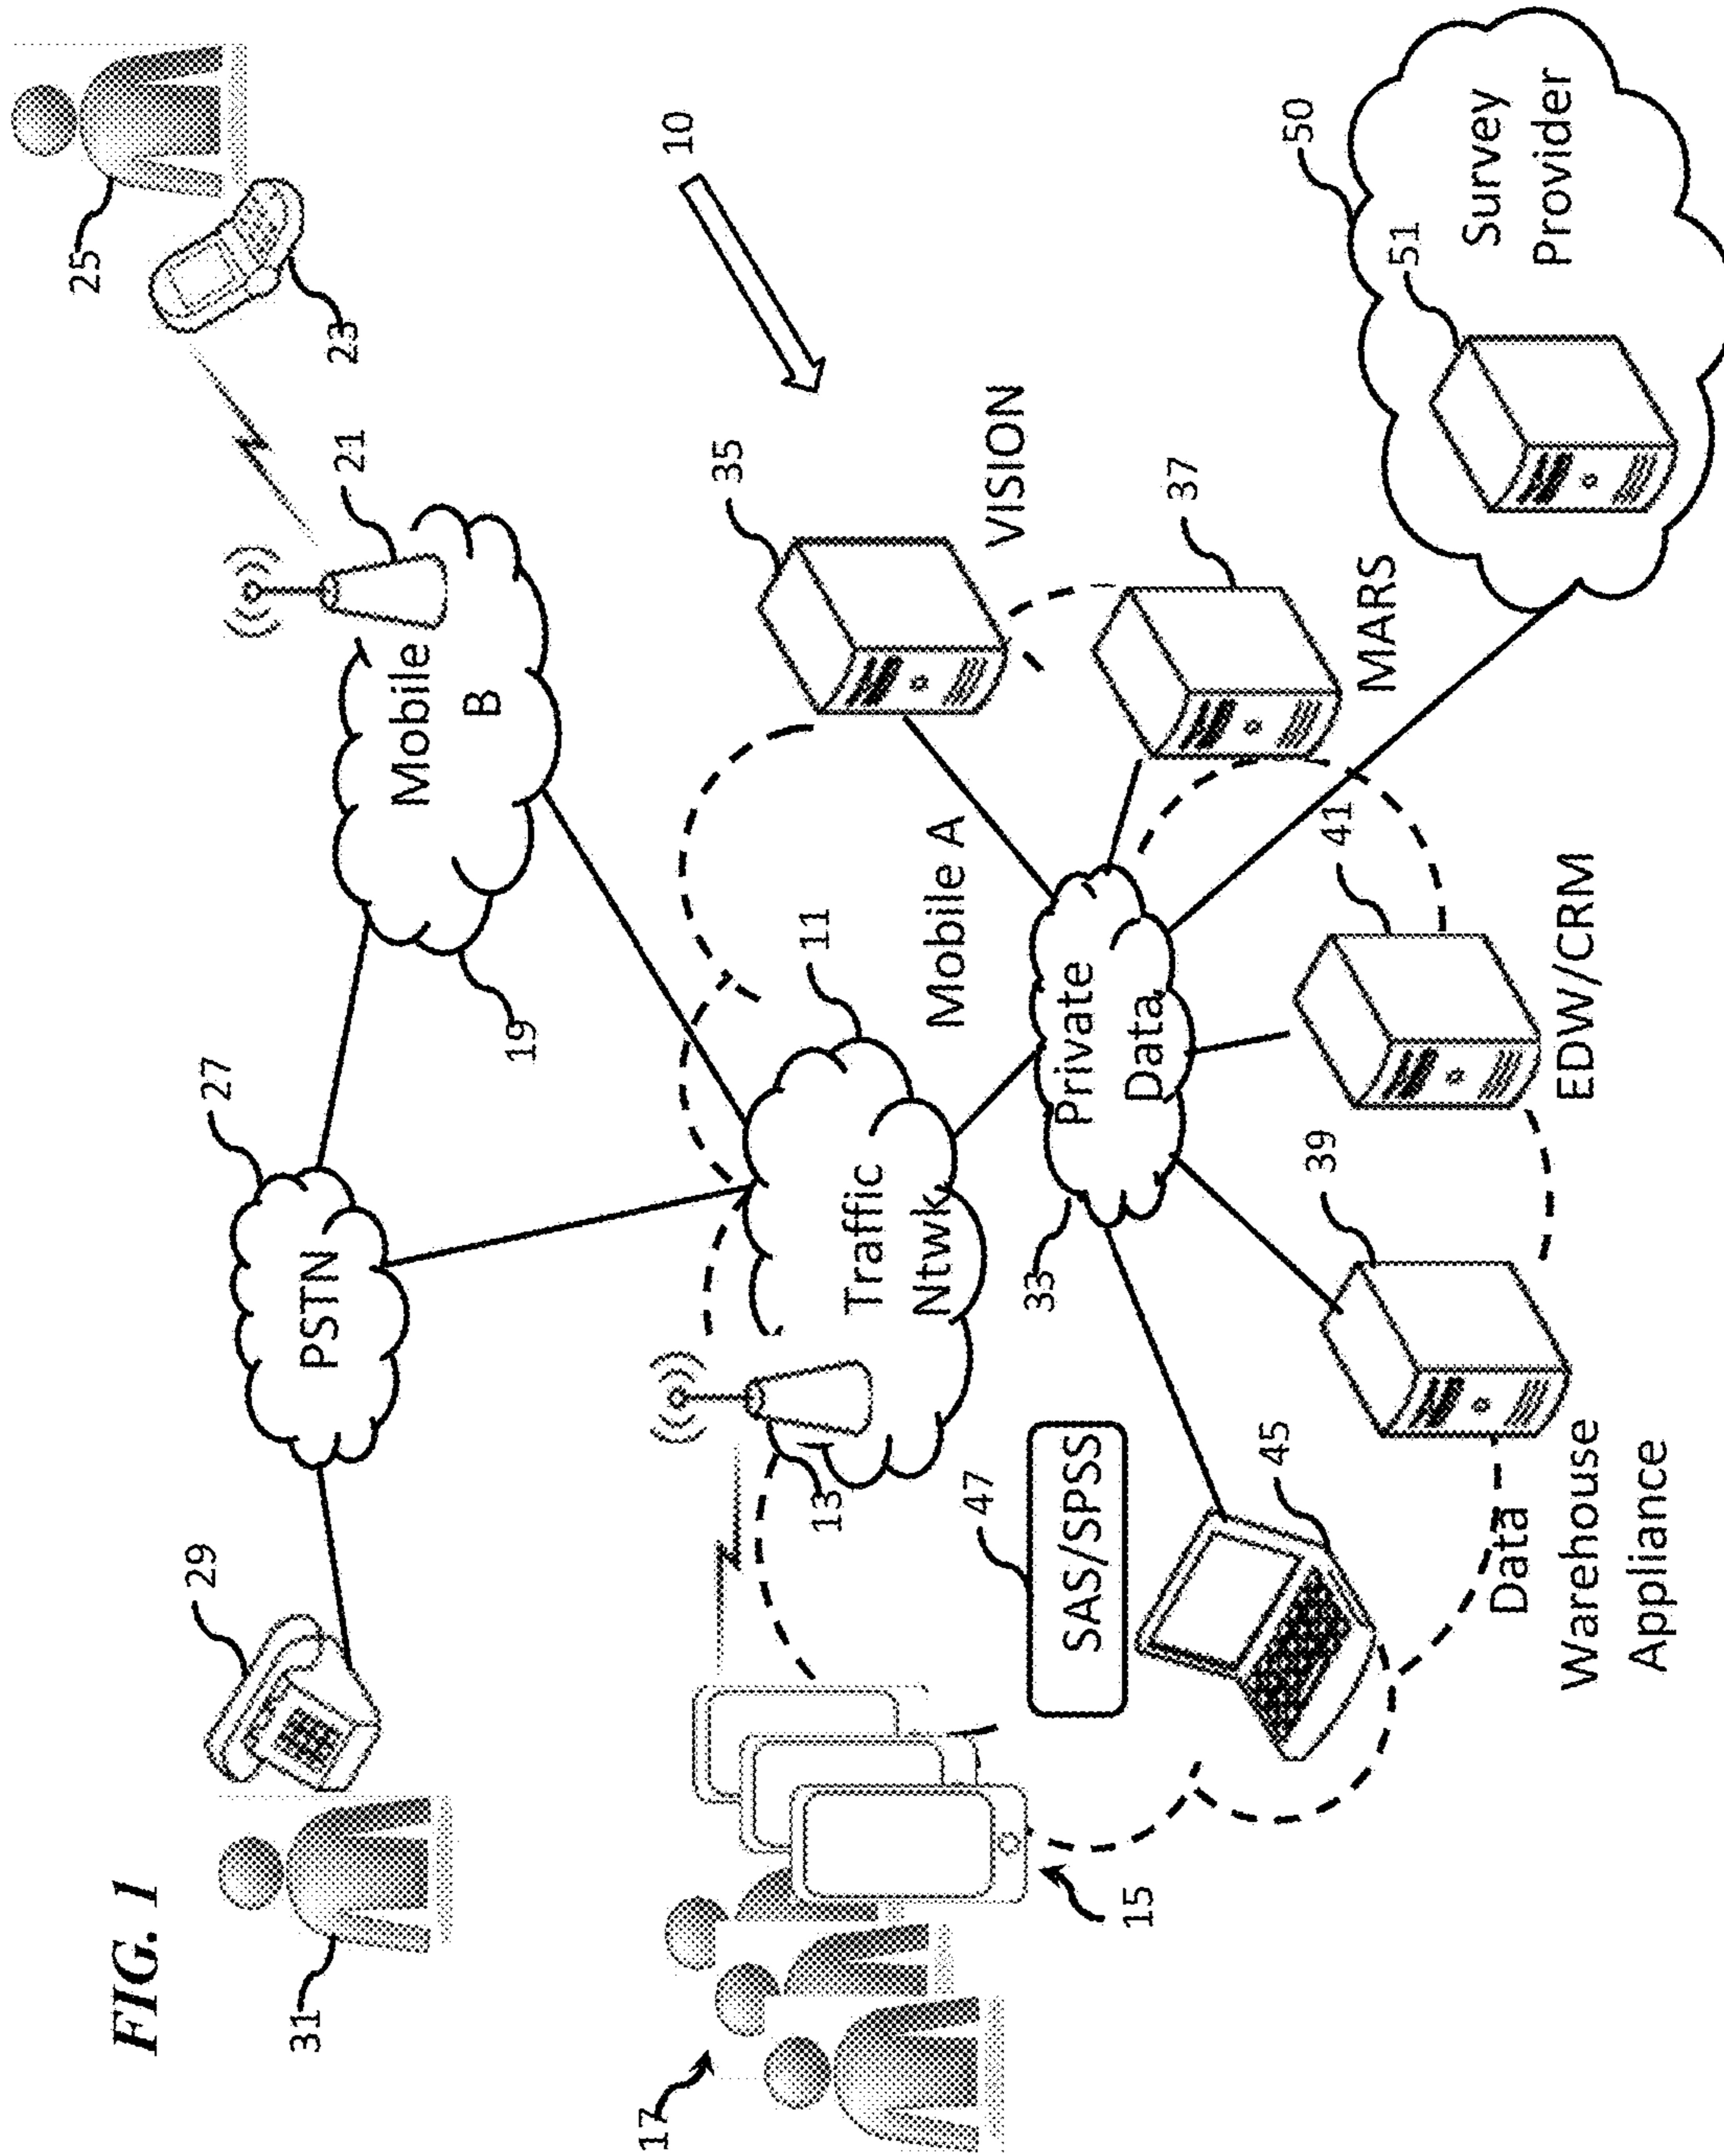 FIG. 1
31
29
27
PSTN
25
23
21
Mobile
B
19
10
17
15
13
11
Traffic
Ntwk
Mobile A
35
VISION
37
MARS
33
Private
Data
47
SAS/SPSS
45
39
Data
Warehouse
Appliance
41
EDW/CRM
50
51
Survey
Provider